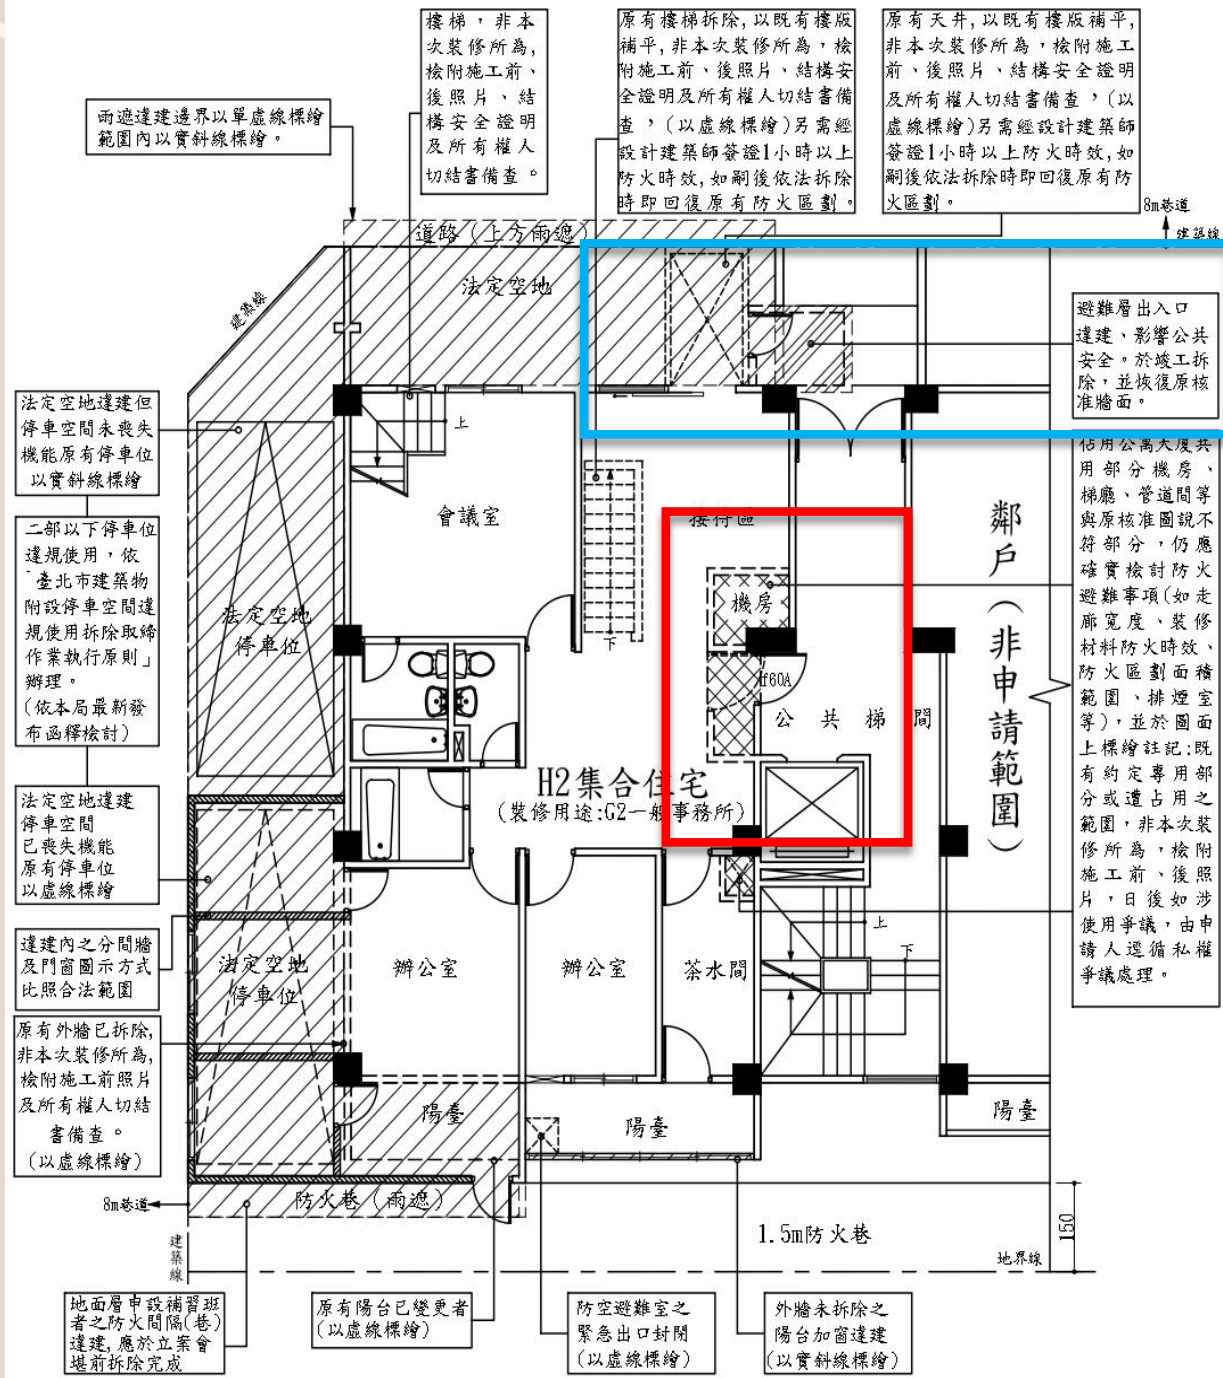 樓梯，非本
次裝修所為，
檢附施工前、
後照片、結
構安全證明
及所有權人
切結書備查。
原有樓梯拆除，以既有樓版
補平，非本次裝修所為，檢
附施工前、後照片、結構安
全證明及所有權人切結書備
查，(以虛線標繪)另需經
設計建築師簽證1小時以上
防火時效，如嗣後依法拆除
時即回復原有防火區劃。
原有天井，以既有樓版補平，
非本次裝修所為，檢附施工
前、後照片、結構安全證明
及所有權人切結書備查，(以
虛線標繪)另需經設計建築師
簽證1小時以上防火時效，如
嗣後依法拆除時即回復原有防
火區劃。
雨遮違建邊界以單虛線標繪
範圍內以實斜線標繪。
8m巷道
建築線
道路(上方雨遮)
法定空地
建築線
避難層出入口
違建、影響公共
安全。於竣工拆
除，並恢復原核
准牆面。
法定空地違建但
停車空間未喪失
機能原有停車位
以實斜線標繪
上
會議室
接待區
下
佔用公寓大廈共
用部分機房、
梯廳、管道間等
與原核准圖說不
符部分，仍應
確實檢討防火
避難事項(如走
廊寬度、裝修
材料防火時效、
防火區劃面積
範圍、排煙室
等)，並於圖面
上標繪註記:既
有約定專用部
分或遭占用之
範圍，非本次裝
修所為，檢附
施工前、後照
片，日後如涉
使用爭議，由申
請人逕循私權
爭議處理。
鄰戶(非申請範圍)
二部以下停車位
違規使用，依
「臺北市建築物
附設停車空間違
規使用拆除取締
作業執行原則」
辦理。
(依本局最新發
布函釋檢討)
法定空地
停車位
機房
f60A
公共梯間
H2集合住宅
(裝修用途:G2一般事務所)
法定空地違建
停車空間
已喪失機能
原有停車位
以虛線標繪
違建內之分間牆
及門窗圖示方式
比照合法範圍
法定空地
停車位
辦公室
辦公室
茶水間
上
下
原有外牆已拆除，
非本次裝修所為，
檢附施工前照片
及所有權人切結
書備查。
(以虛線標繪)
陽臺
陽臺
陽臺
8m巷道
防火巷(雨遮)
1.5m防火巷
150
建築線
地界線
地面層申設補習班
者之防火間隔(巷)
違建，應於立案會
堪前拆除完成
原有陽台已變更者
(以虛線標繪)
防空避難室之
緊急出口封閉
(以虛線標繪)
外牆未拆除之
陽台加窗違建
(以實斜線標繪)